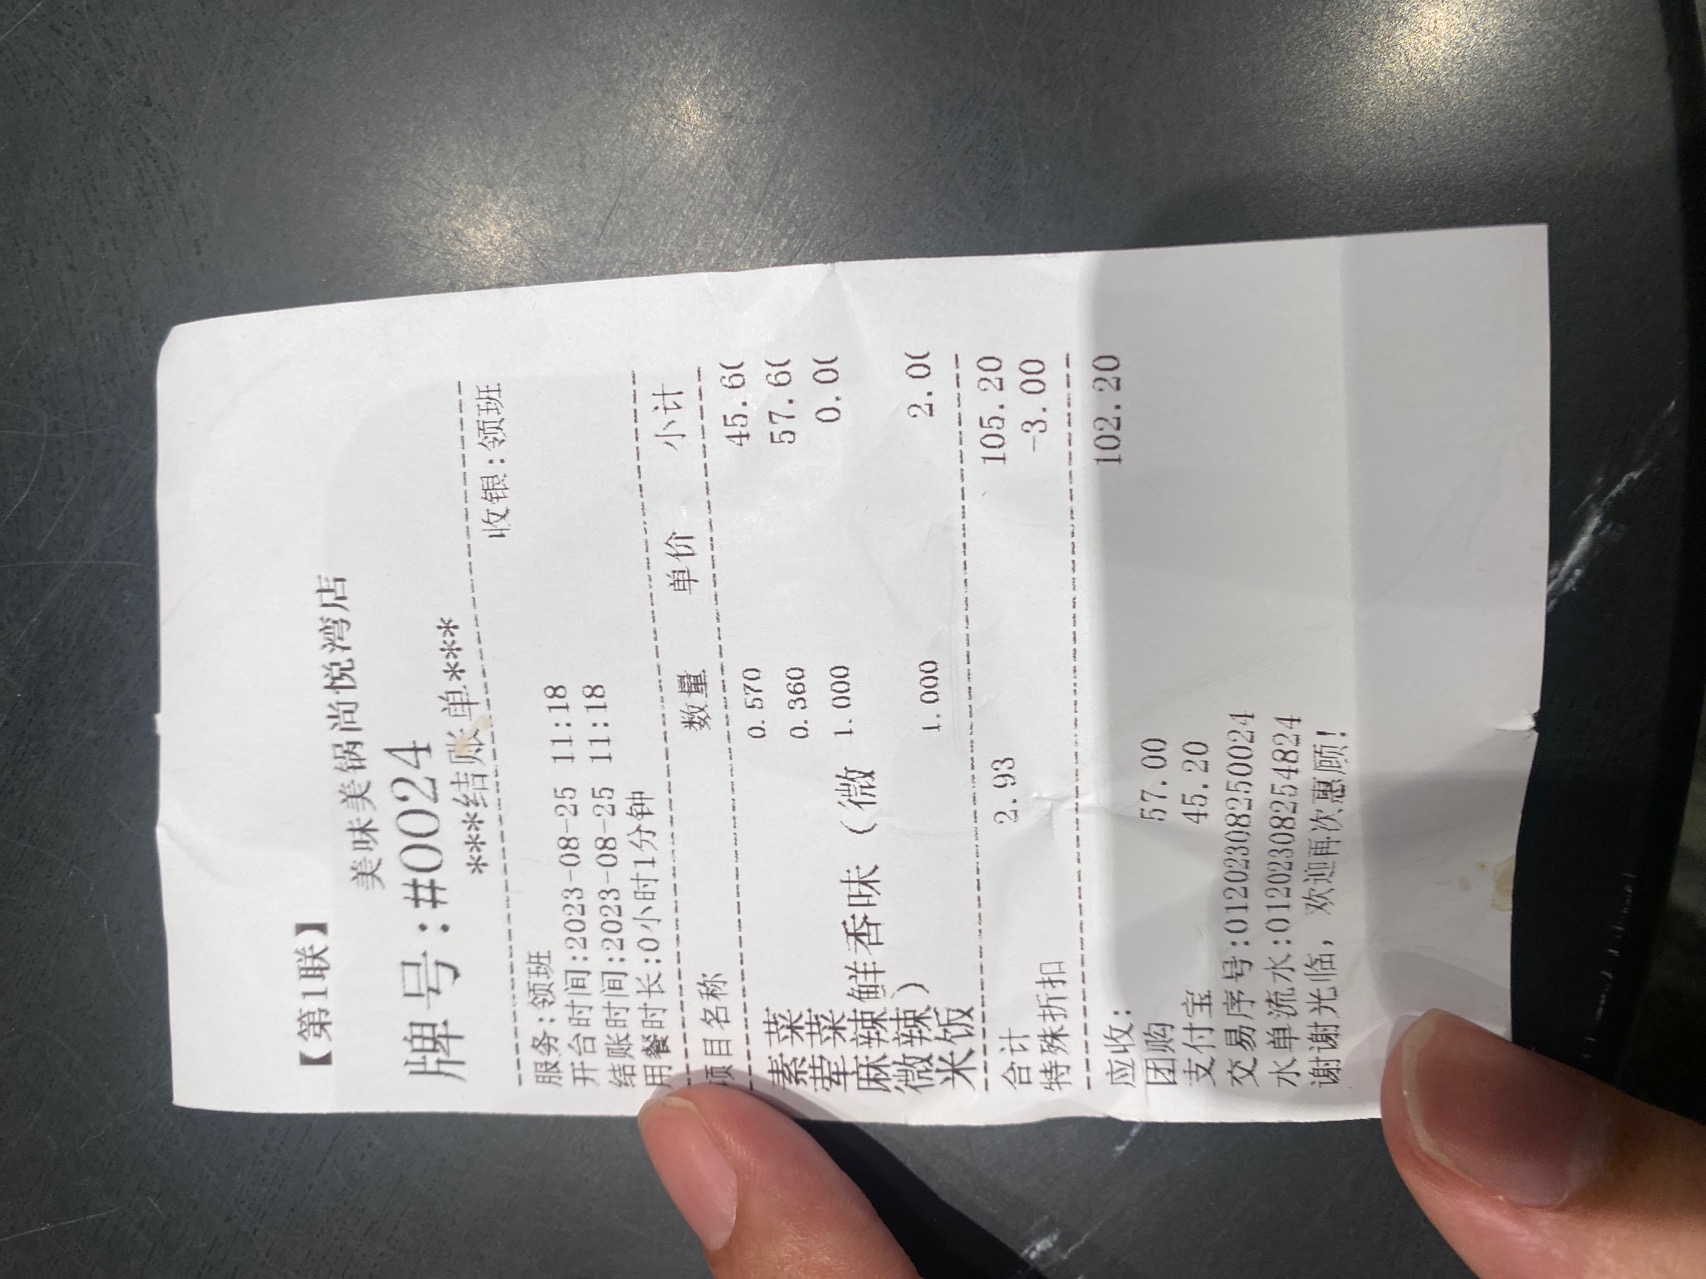 【第1联】
美味美锅尚悦湾店
牌号:#0024
***结账单***
服务:领班 收银:领班
开台时间:2023-08-25 11:18
结账时间:2023-08-25 11:18
用餐时长:0小时1分钟
项目名称 数量 单价 小计
素菜 0.570 45.60
荤菜 0.360 57.60
麻辣鲜香味（微 1.000 0.00
微辣）
米饭 1.000 2.00
合计 2.93 105.20
特殊折扣 -3.00
应收: 102.20
团购 57.00
支付宝 45.20
交易序号:01202308250024
水单流水:01202308254824
谢谢光临，欢迎再次惠顾!